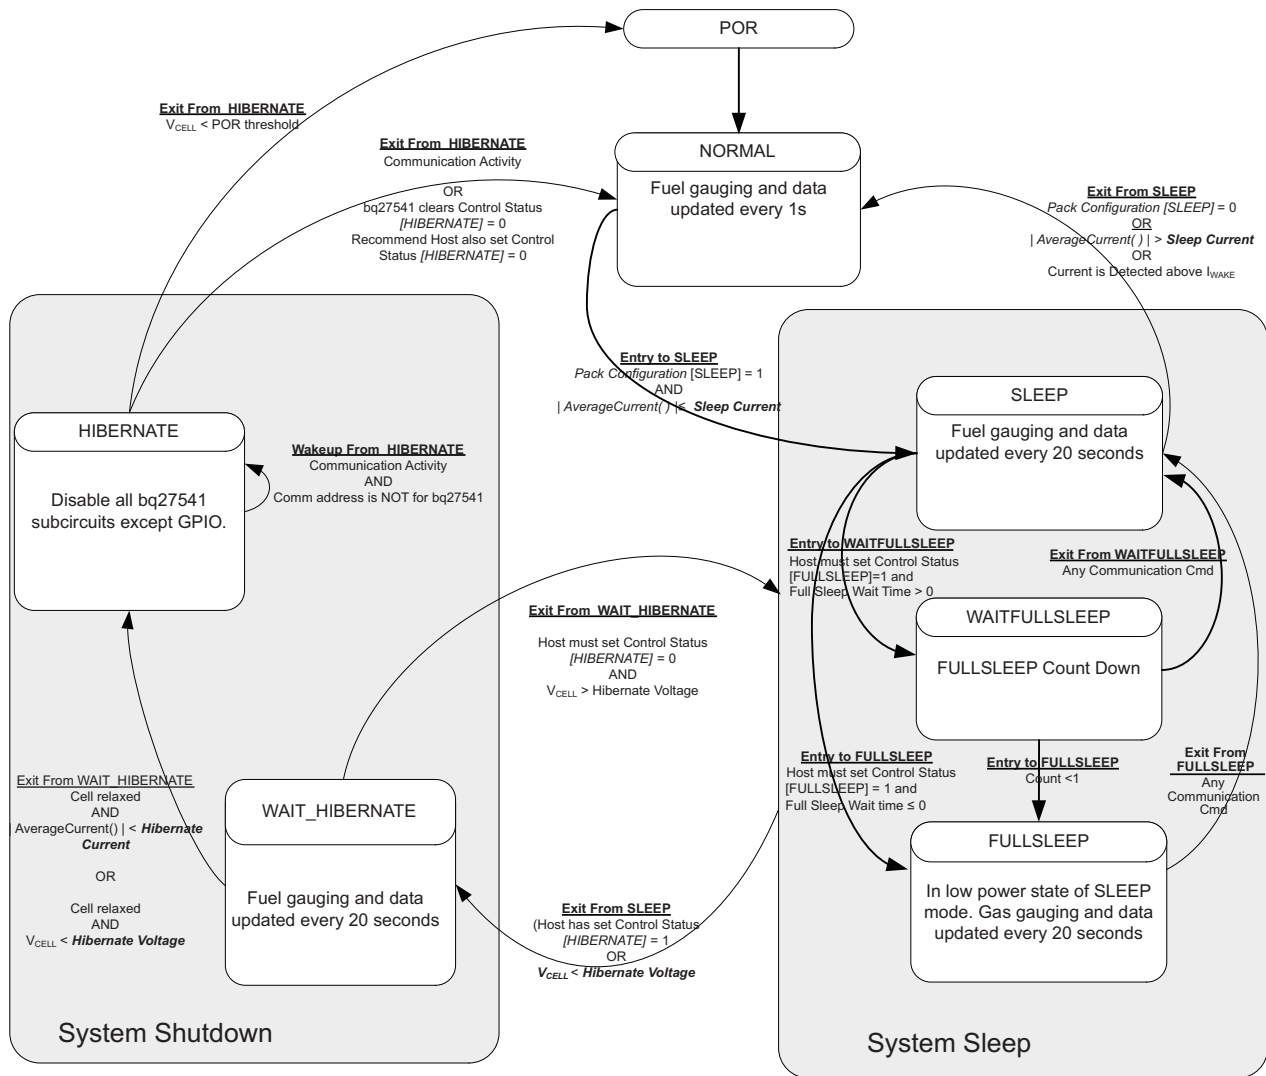 POR
Exit From HIBERNATE
VCELL < POR threshold
Exit From HIBERNATE
Communication Activity
OR
bq27541 clears Control Status
[HIBERNATE] = 0
Recommend Host also set Control
Status [HIBERNATE] = 0
NORMAL
Fuel gauging and data
updated every 1s
Exit From SLEEP
Pack Configuration [SLEEP] = 0
OR
| AverageCurrent( ) | > Sleep Current
OR
Current is Detected above IWAKE
Entry to SLEEP
Pack Configuration [SLEEP] = 1
AND
| AverageCurrent( ) |≤ Sleep Current
HIBERNATE
Disable all bq27541
subcircuits except GPIO.
Wakeup From HIBERNATE
Communication Activity
AND
Comm address is NOT for bq27541
SLEEP
Fuel gauging and data
updated every 20 seconds
Entry to WAITFULLSLEEP
Host must set Control Status
[FULLSLEEP]=1 and
Full Sleep Wait Time > 0
Exit From WAITFULLSLEEP
Any Communication Cmd
WAITFULLSLEEP
FULLSLEEP Count Down
Exit From WAIT_HIBERNATE
Host must set Control Status
[HIBERNATE] = 0
AND
VCELL > Hibernate Voltage
Exit From WAIT_HIBERNATE
Cell relaxed
AND
| AverageCurrent() | < Hibernate
Current
OR
Cell relaxed
AND
VCELL < Hibernate Voltage
WAIT_HIBERNATE
Fuel gauging and data
updated every 20 seconds
Entry to FULLSLEEP
Host must set Control Status
[FULLSLEEP] = 1 and
Full Sleep Wait time ≤ 0
Entry to FULLSLEEP
Count <1
Exit From
FULLSLEEP
Any
Communication
Cmd
FULLSLEEP
In low power state of SLEEP
mode. Gas gauging and data
updated every 20 seconds
Exit From SLEEP
(Host has set Control Status
[HIBERNATE] = 1
OR
VCELL < Hibernate Voltage
System Shutdown
System Sleep